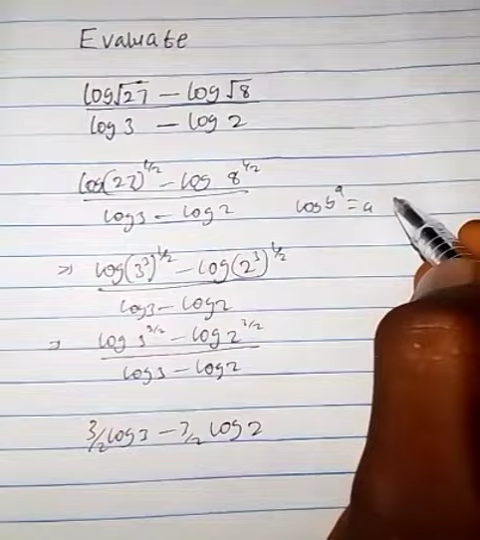 Evaluate
log√27 - log√8
log 3 - log 2
log(27)^1/2 - log 8^1/2
log3 - log2
log b^a = a
⇒ log(3^3)^1/2 - log(2^3)^1/2
log3 - log2
⇒ log 3^3/2 - log 2^3/2
log3 - log2
3/2 log3 - 3/2 log2